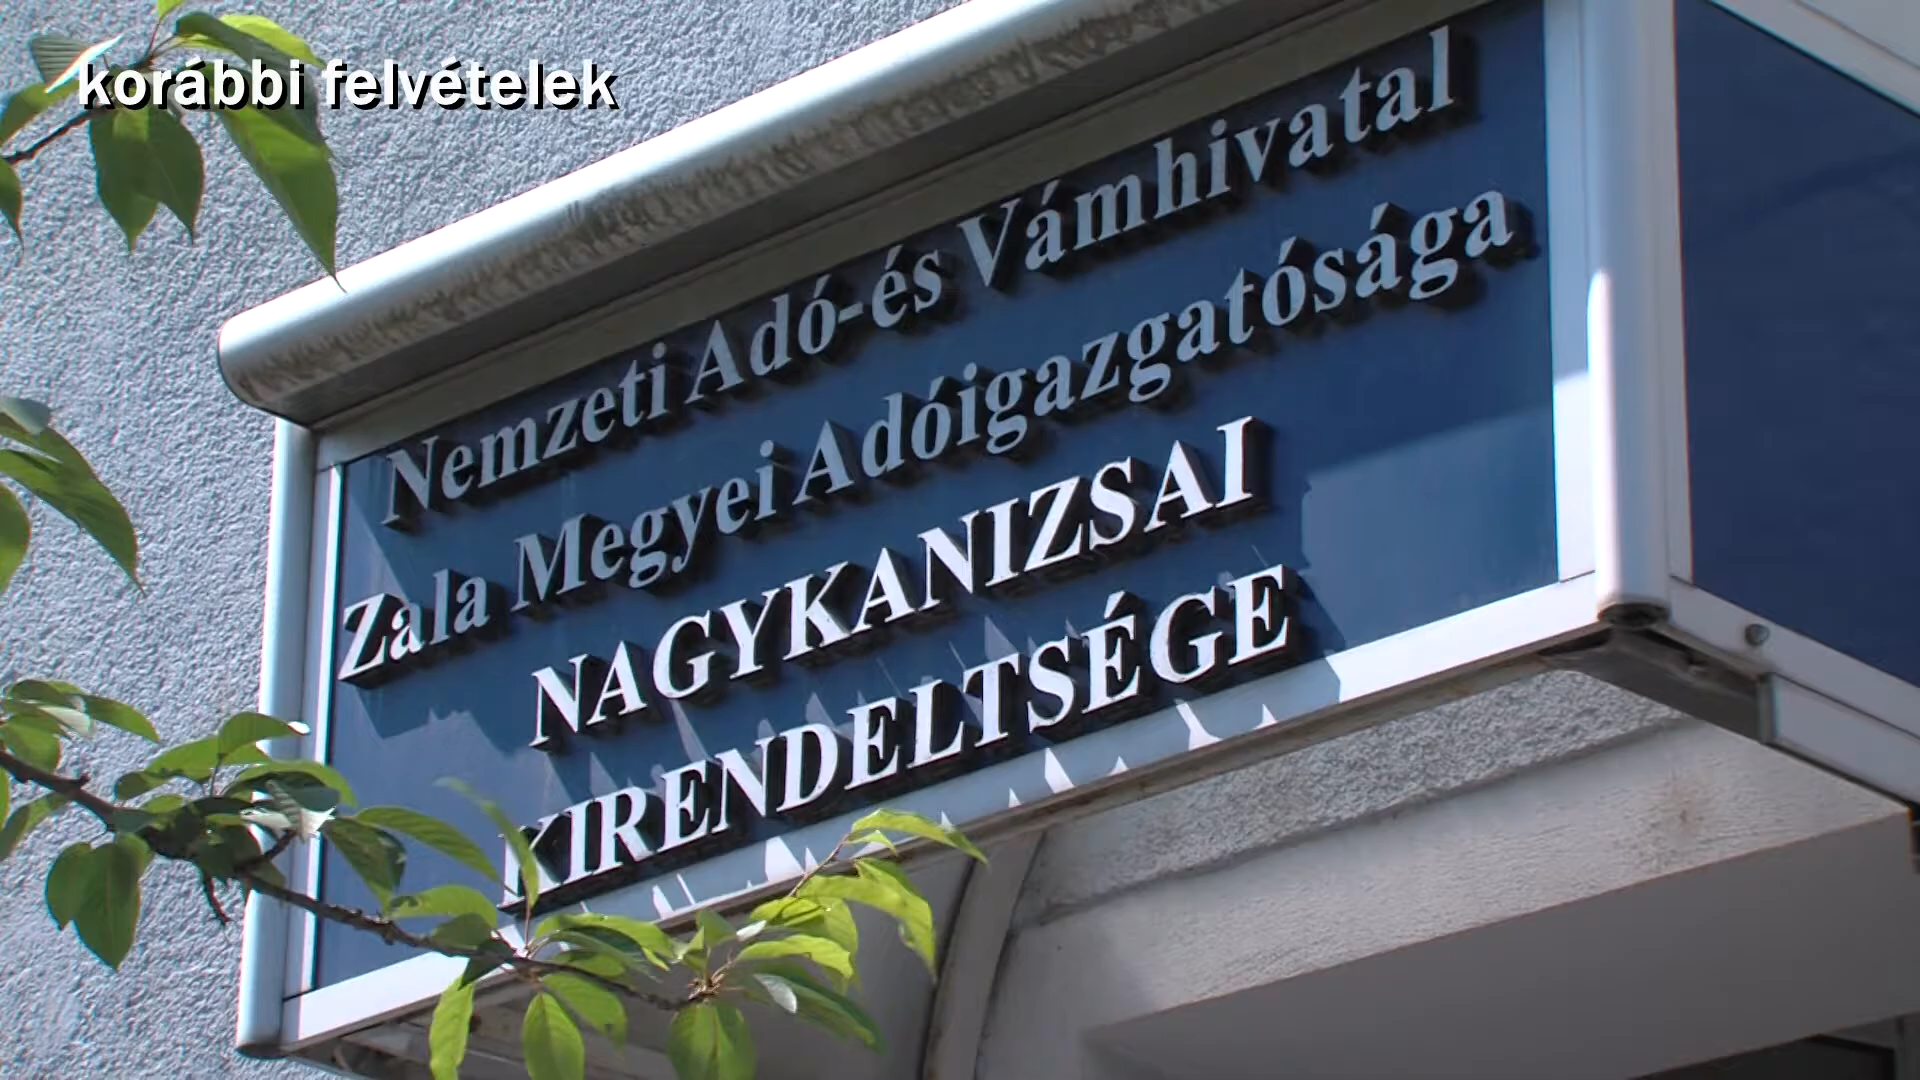 korábbi felvételek
Nemzeti Adó-és Vámhivatal
Zala Megyei Adóigazgatósága
NAGYKANIZSAI
KIRENDELTSÉGE